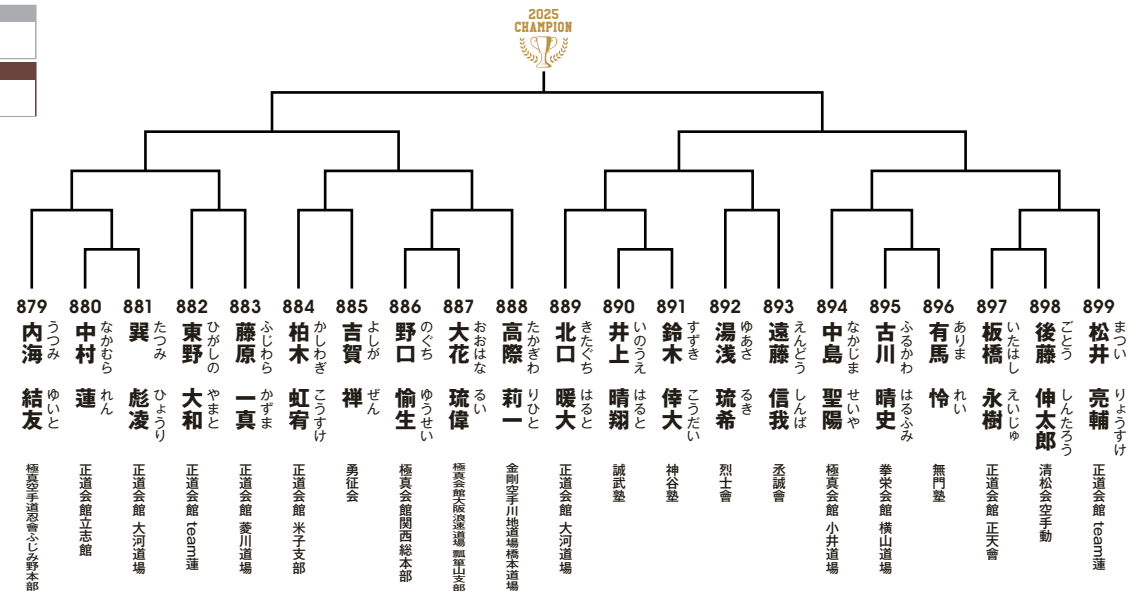 2025
CHAMPION
879
内海 結友
うつみ ゆいと
極真空手道忍會ふじみ野本部
880
中村 蓮
なかむら れん
正道会館立志館
881
巽 彪凌
たつみ ひょうり
正道会館 大河道場
882
東野 大和
ひがしの やまと
正道会館 team蓮
883
藤原 一真
ふじわら かずま
正道会館 菱川道場
884
柏木 虹宥
かしわぎ こうすけ
正道会館 米子支部
885
吉賀 禅
よしが ぜん
勇征会
886
野口 愉生
のぐち ゆうせい
極真会館関西総本部
887
大花 琉偉
おおはな るい
極真会館大阪浪速道場 瓢箪山支部
888
高際 莉一
たかぎわ りひと
金剛空手川地道場橋本道場
889
北口 暖大
きたぐち はると
正道会館 大河道場
890
井上 晴翔
いのうえ はると
誠武塾
891
鈴木 倖大
すずき こうだい
神谷塾
892
湯浅 琉希
ゆあさ るき
烈士會
893
遠藤 信我
えんどう しんば
丞誠會
894
中島 聖陽
なかじま せいや
極真会館 小井道場
895
古川 晴史
ふるかわ はるふみ
拳栄会館 横山道場
896
有馬 怜
ありま れい
無門塾
897
板橋 永樹
いたはし えいじゅ
正道会館 正天會
898
後藤 伸太郎
ごとう しんたろう
清松会空手動
899
松井 亮輔
まつい りょうすけ
正道会館 team蓮